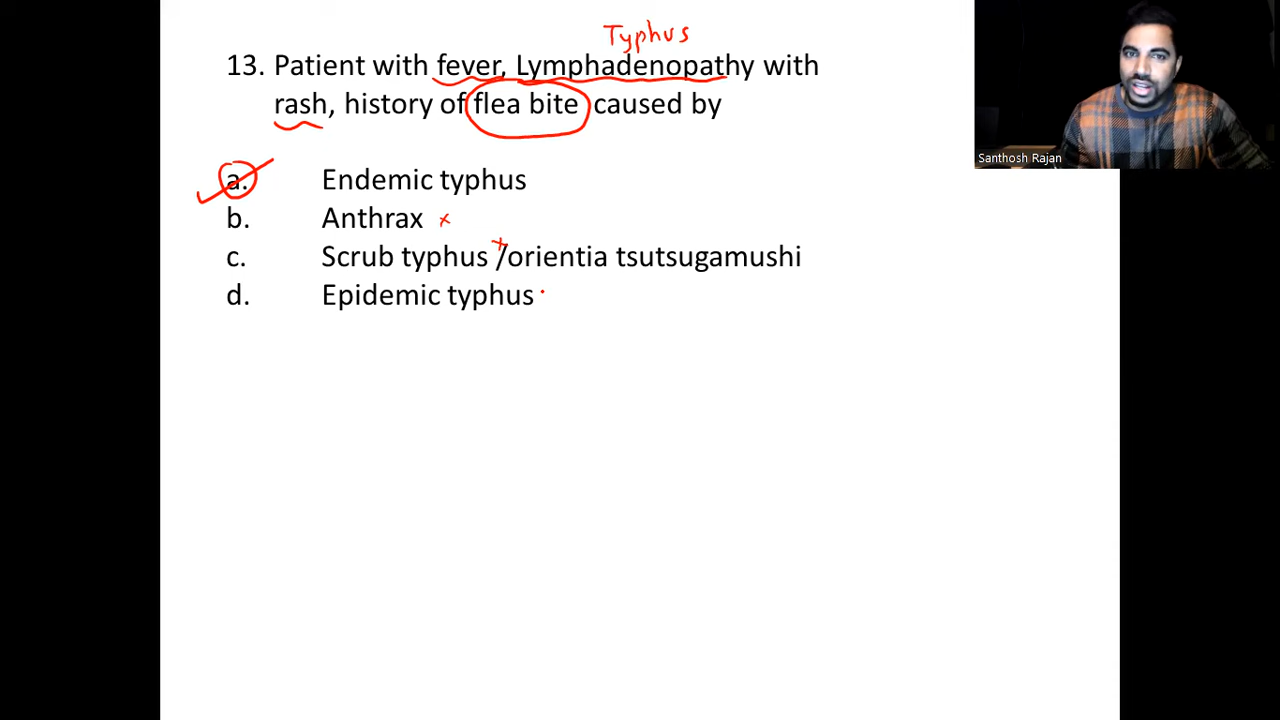 Typhus
13. Patient with fever, Lymphadenopathy with
rash, history of flea bite caused by
a. Endemic typhus
b. Anthrax x
c. Scrub typhus /orientia tsutsugamushi
d. Epidemic typhus
Santhosh Rajan